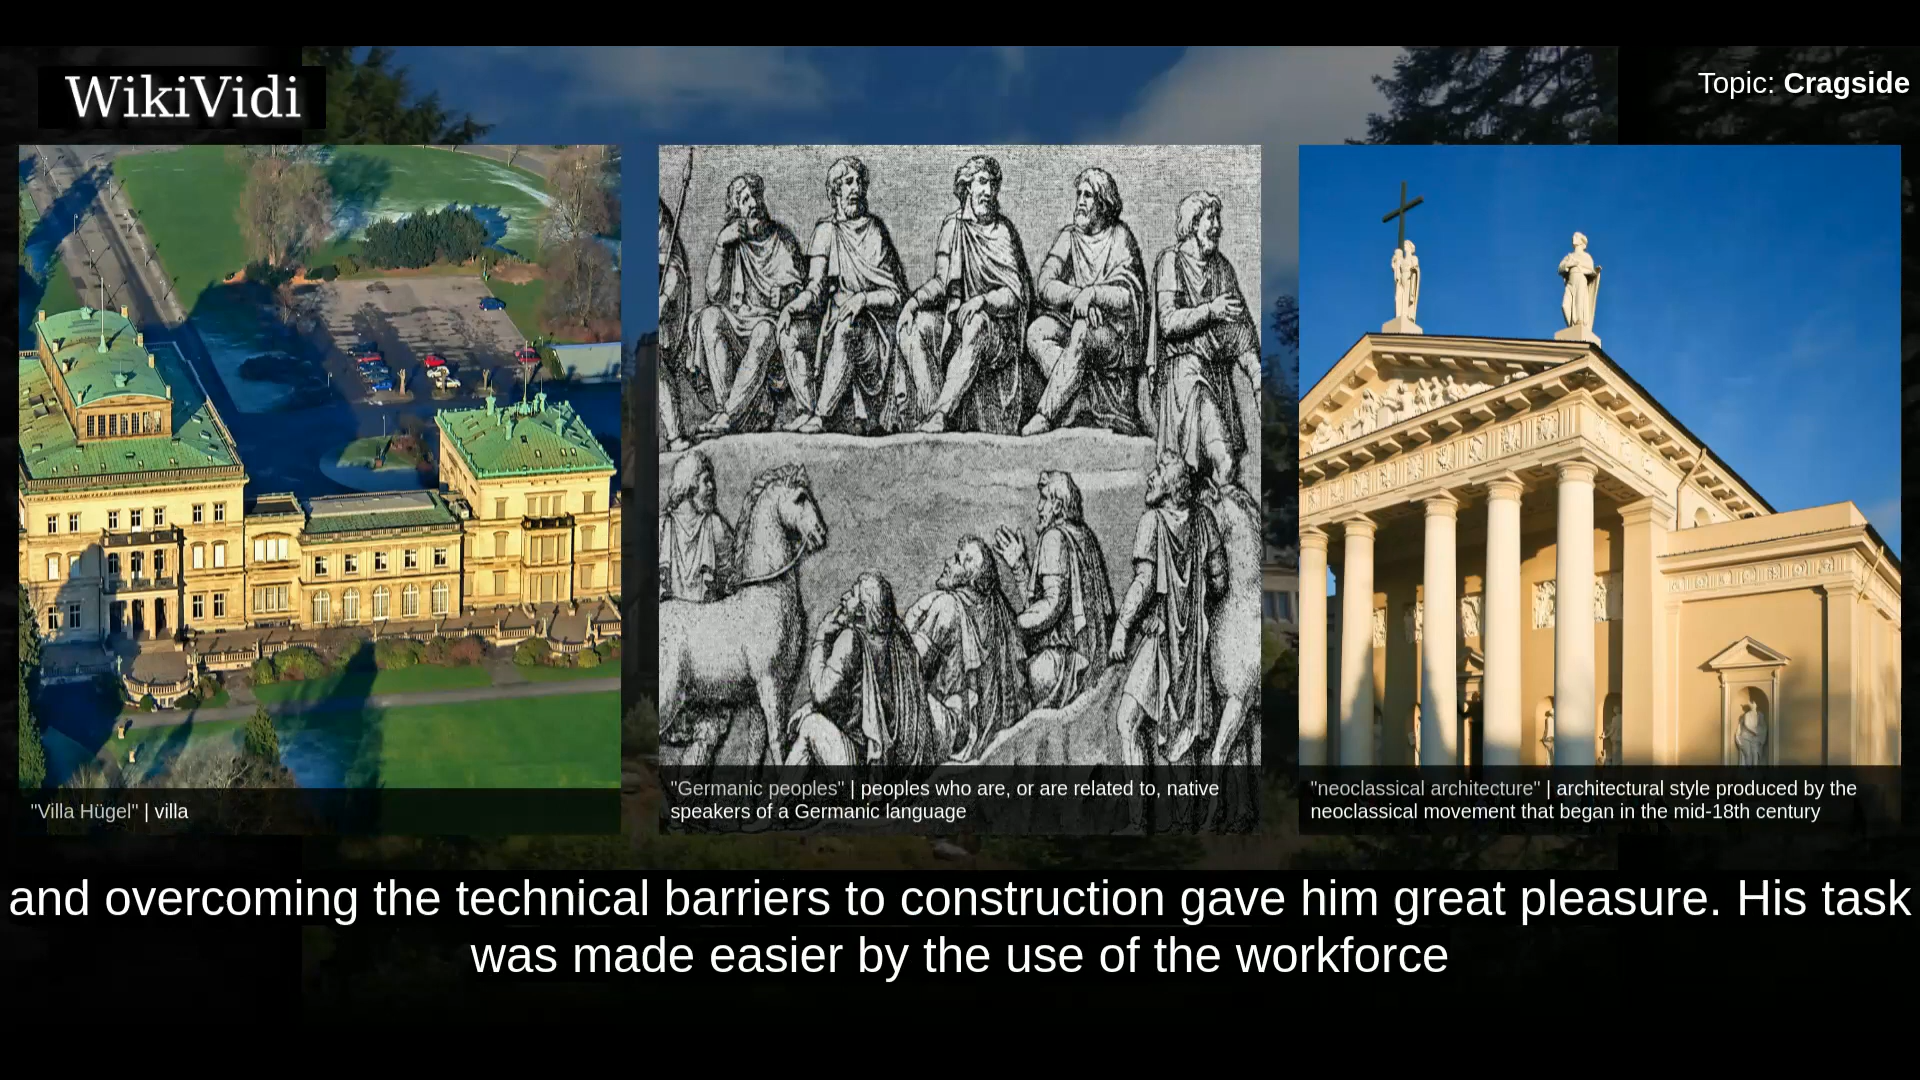 WikiVidi
Topic: Cragside
"Villa Hügel" | villa
"Germanic peoples" | peoples who are, or are related to, native
speakers of a Germanic language
"neoclassical architecture" | architectural style produced by the
neoclassical movement that began in the mid-18th century
and overcoming the technical barriers to construction gave him great pleasure. His task
was made easier by the use of the workforce